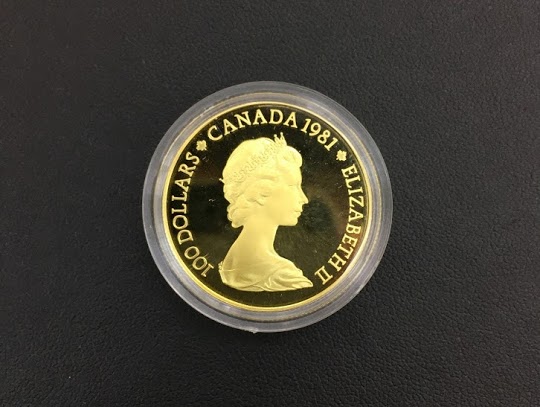 100 DOLLARS
CANADA 1981
ELIZABETH II